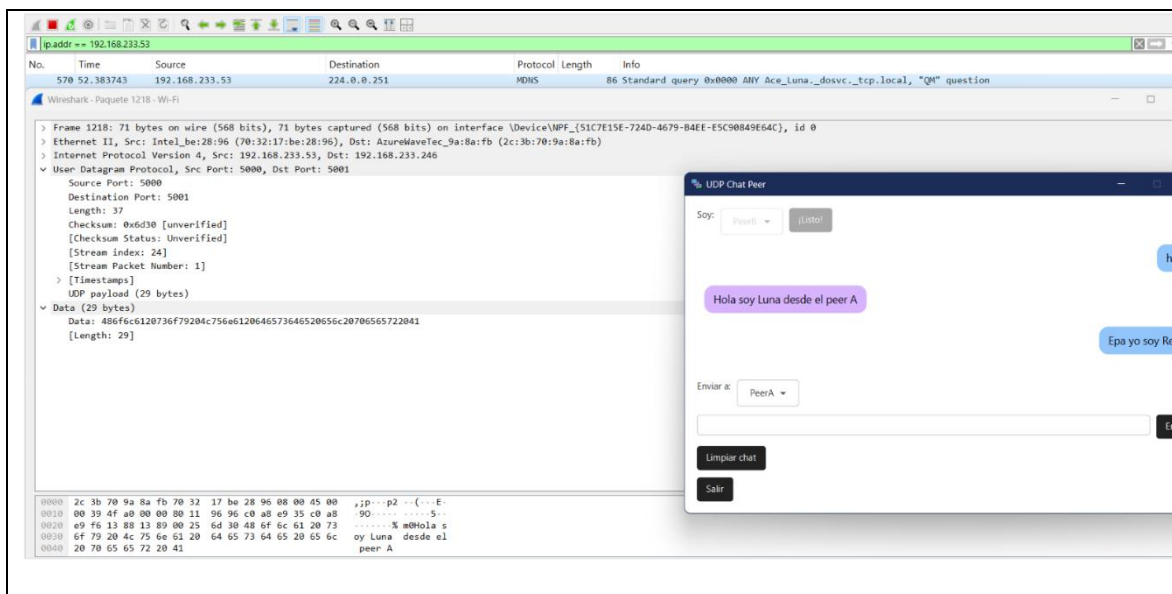 ip.addr == 192.168.233.53
No. Time Source Destination Protocol Length Info
570 52.383743 192.168.233.53 224.0.0.251 MDNS 86 Standard query 0x0000 ANY Ace_Luna._dosvc._tcp.local, "QM" question
Wireshark - Paquete 1218 - Wi-Fi
Frame 1218: 71 bytes on wire (568 bits), 71 bytes captured (568 bits) on interface \Device\NPF_{51C7E15E-724D-4679-B4EE-E5C90849E64C}, id 0
Ethernet II, Src: Intel_be:28:96 (70:32:17:be:28:96), Dst: AzureWaveTec_9a:8a:fb (2c:3b:70:9a:8a:fb)
Internet Protocol Version 4, Src: 192.168.233.53, Dst: 192.168.233.246
User Datagram Protocol, Src Port: 5000, Dst Port: 5001
Source Port: 5000
Destination Port: 5001
Length: 37
Checksum: 0x6d30 [unverified]
[Checksum Status: Unverified]
[Stream index: 24]
[Stream Packet Number: 1]
[Timestamps]
UDP payload (29 bytes)
Data (29 bytes)
Data: 486f6c6120736f79204c756e6120646573646520656c20706565722041
[Length: 29]
0000 2c 3b 70 9a 8a fb 70 32 17 be 28 96 08 00 45 00 ,;p···p2 ··(···E·
0010 00 39 4f a0 00 00 80 11 96 96 c0 a8 e9 35 c0 a8 ·9O····· ·····5··
0020 e9 f6 13 88 13 89 00 25 6d 30 48 6f 6c 61 20 73 ·······% m0Hola s
0030 6f 79 20 4c 75 6e 61 20 64 65 73 64 65 20 65 6c oy Luna desde el
0040 20 70 65 65 72 20 41 peer A
UDP Chat Peer
Soy: PeerB ¡Listo!
h
Hola soy Luna desde el peer A
Epa yo soy Re
Enviar a: PeerA
E
Limpiar chat
Salir